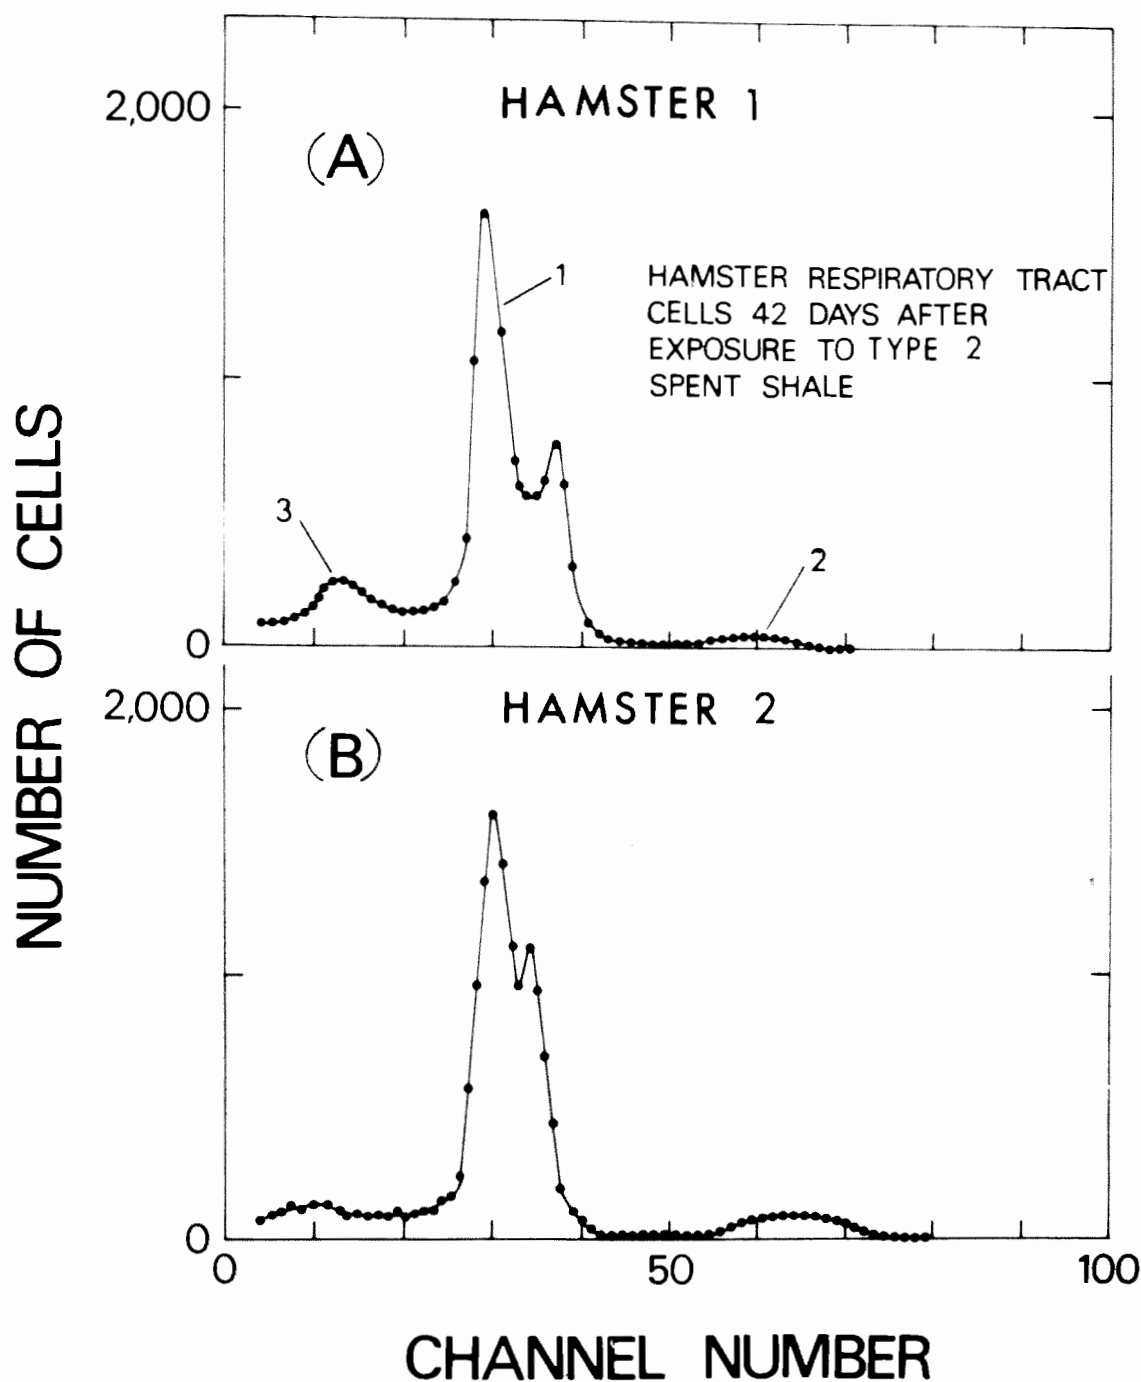 2,000
HAMSTER 1
(A)
1
HAMSTER RESPIRATORY TRACT
CELLS 42 DAYS AFTER
EXPOSURE TO TYPE 2
SPENT SHALE
3
2
0
NUMBER OF CELLS
2,000
HAMSTER 2
(B)
0
0 50 100
CHANNEL NUMBER